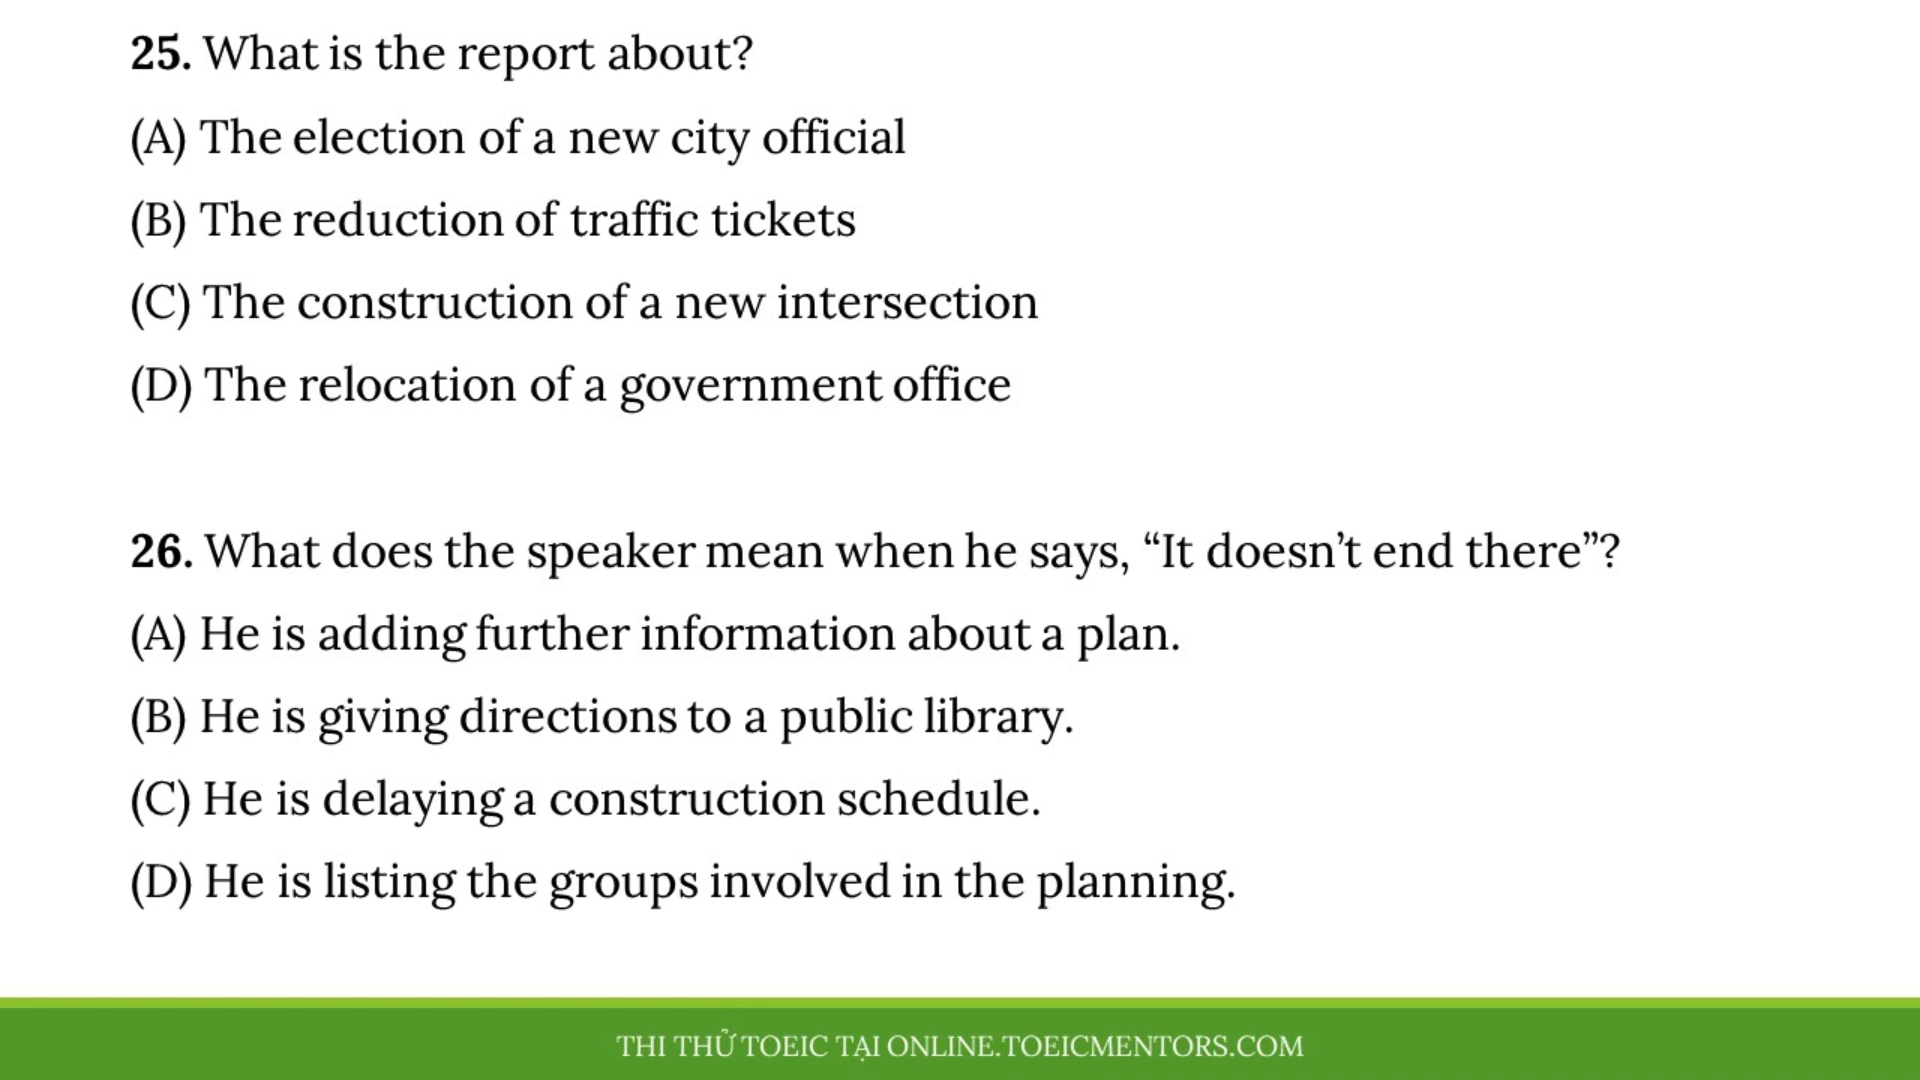 25. What is the report about?
(A) The election of a new city official
(B) The reduction of traffic tickets
(C) The construction of a new intersection
(D) The relocation of a government office
26. What does the speaker mean when he says, “It doesn’t end there”?
(A) He is adding further information about a plan.
(B) He is giving directions to a public library.
(C) He is delaying a construction schedule.
(D) He is listing the groups involved in the planning.
THI THỬ TOEIC TẠI ONLINE.TOEICMENTORS.COM